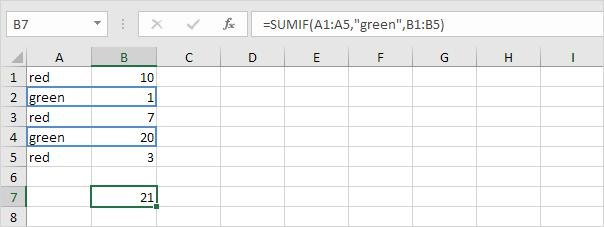 B7 fx =SUMIF(A1:A5,"green",B1:B5)
A B C D E F G H I
1 red 10
2 green 1
3 red 7
4 green 20
5 red 3
6
7 21
8